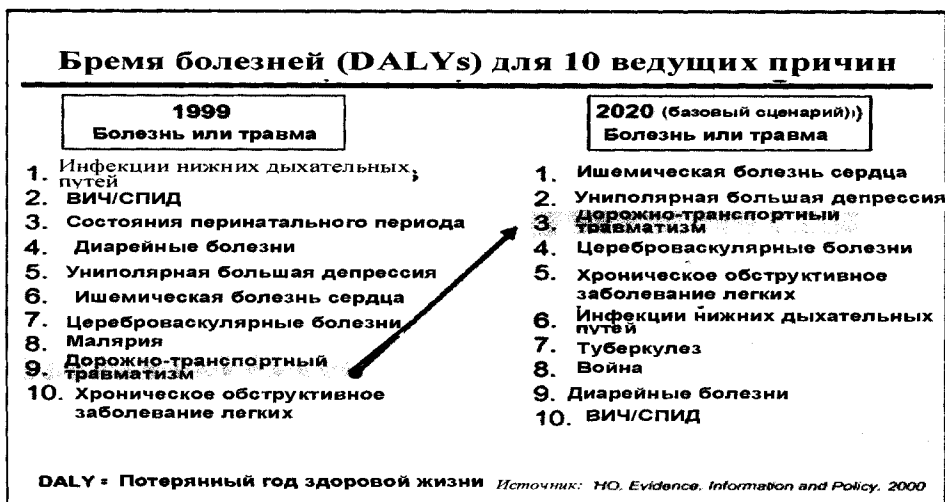 Бремя болезней (DALYs) для 10 ведущих причин
1999
Болезнь или травма
1. Инфекции нижних дыхательных
путей
2. ВИЧ/СПИД
3. Состояния перинатального периода
4. Диарейные болезни
5. Униполярная большая депрессия
6. Ишемическая болезнь сердца
7. Цереброваскулярные болезни
8. Малярия
9. Дорожно-транспортный
травматизм
10. Хроническое обструктивное
заболевание легких
2020 (базовый сценарий))
Болезнь или травма
1. Ишемическая болезнь сердца
2. Униполярная большая депрессия
3. Дорожно-транспортный
травматизм
4. Цереброваскулярные болезни
5. Хроническое обструктивное
заболевание легких
6. Инфекции нижних дыхательных
путей
7. Туберкулез
8. Война
9. Диарейные болезни
10. ВИЧ/СПИД
DALY = Потерянный год здоровой жизни Источник: HO, Evidence, Information and Policy, 2000